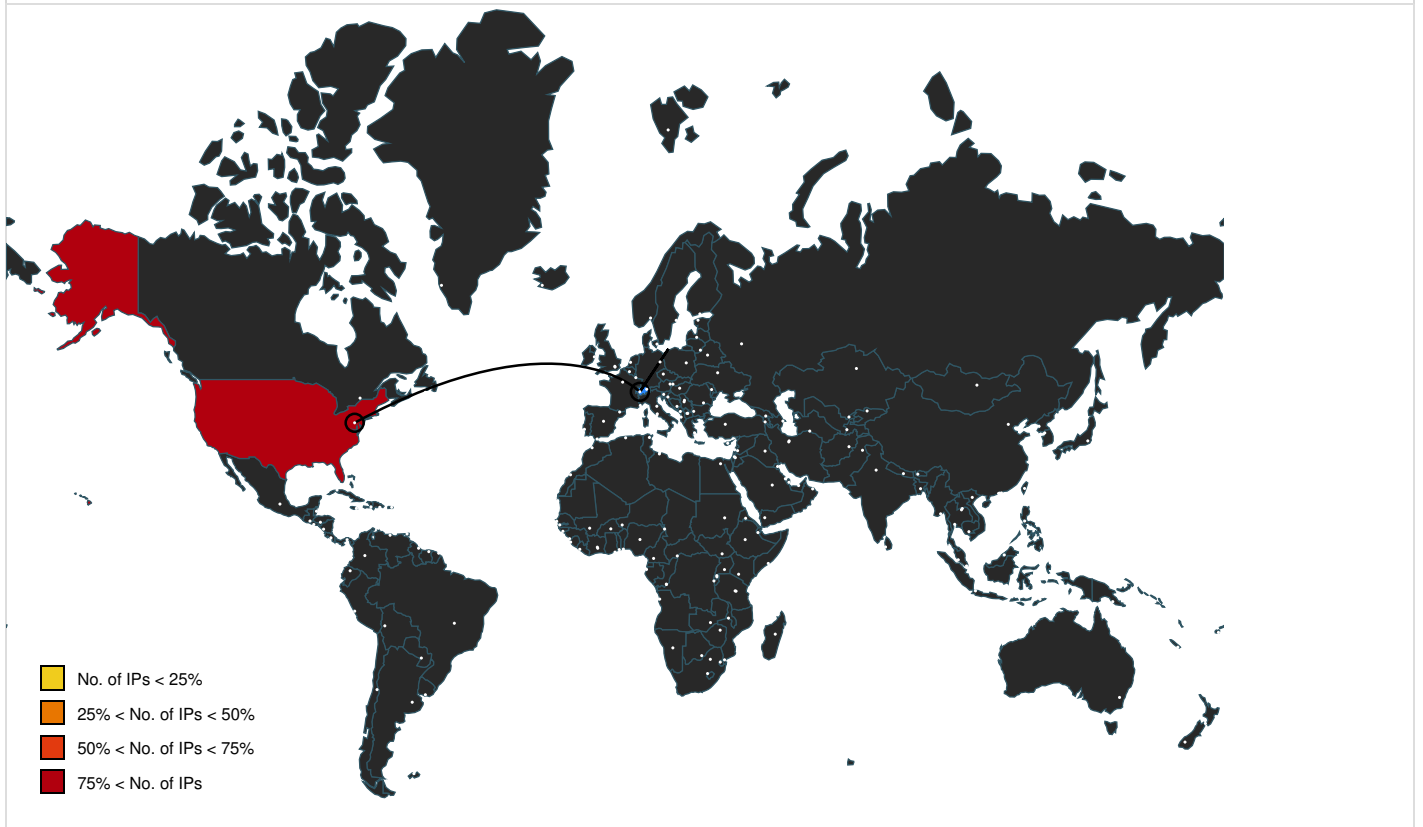 No. of IPs < 25%
25% < No. of IPs < 50%
50% < No. of IPs < 75%
75% < No. of IPs